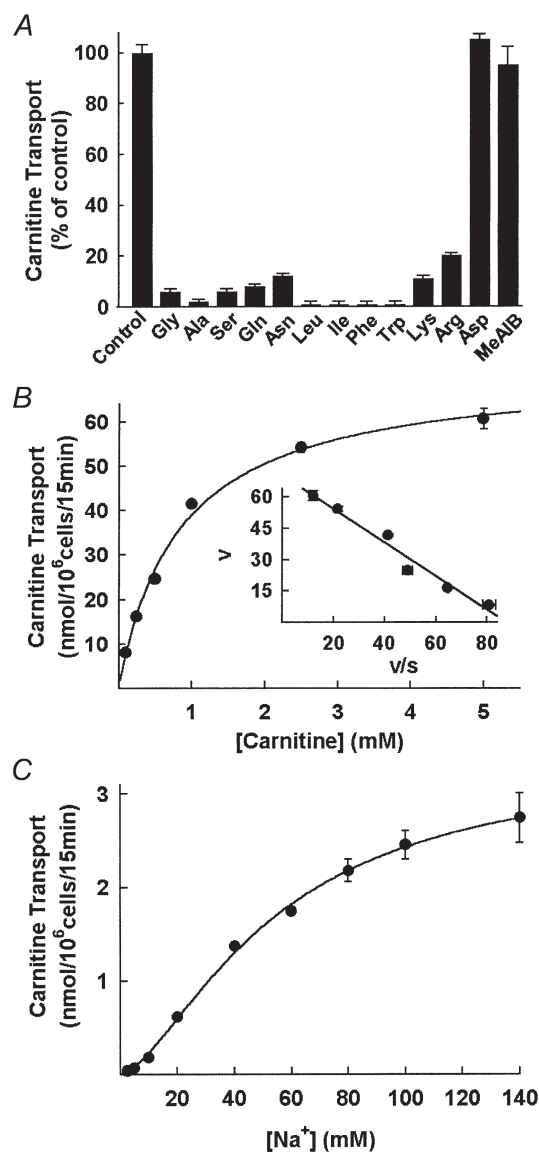 A
Carnitine Transport
(% of control)
100
80
60
40
20
0
Control Gly Ala Ser Gln Asn Leu Ile Phe Trp Lys Arg Asp MeAIB
B
Carnitine Transport
(nmol/10⁶cells/15min)
60
50
40
30
20
10
1 2 3 4 5
[Carnitine] (mM)
V
60
45
30
15
20 40 60 80
v/s
C
Carnitine Transport
(nmol/10⁶cells/15min)
3
2
1
20 40 60 80 100 120 140
[Na⁺] (mM)